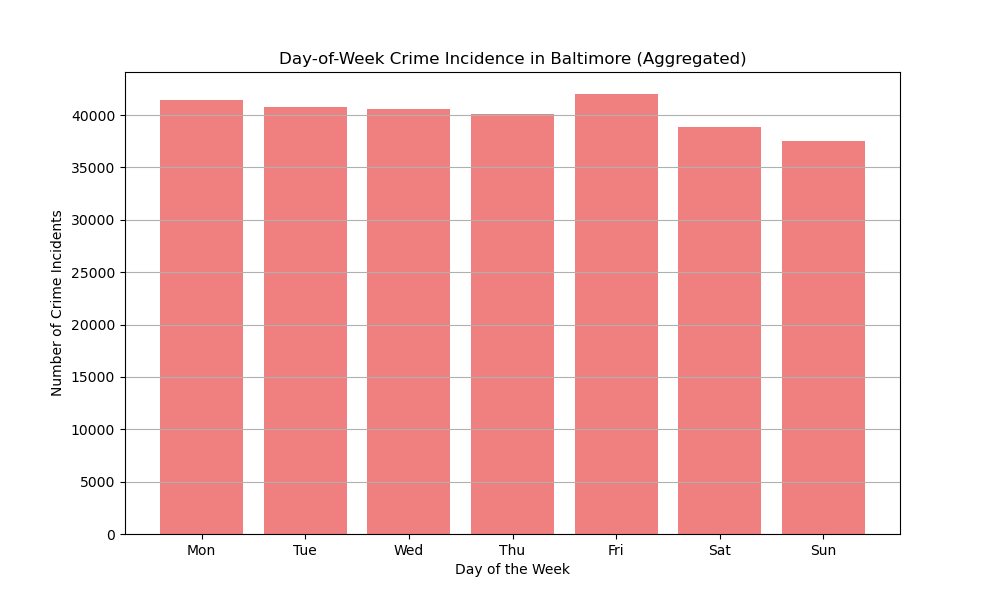 Day-of-Week Crime Incidence in Baltimore (Aggregated)
Number of Crime Incidents
40000
35000
30000
25000
20000
15000
10000
5000
0
Mon Tue Wed Thu Fri Sat Sun
Day of the Week